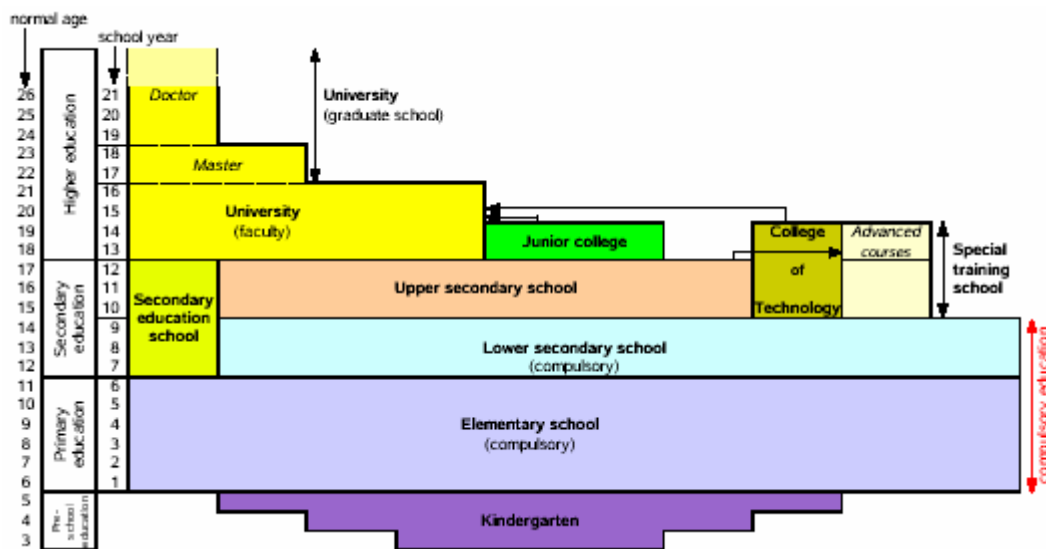 normal age
school year
26 21 Doctor
25 20
24 19
23 18 Master
22 17
21 16
20 15 University
(faculty)
19 14
18 13
17 12
16 11
15 10
14 9
13 8
12 7
11 6
10 5
9 4
8 3
7 2
6 1
5
4
3
Higher education
Secondary
education
Primary
education
Pre-
school
education
University
(graduate school)
Junior college
College
of
Technology
Advanced
courses
Special
training
school
Secondary
education
school
Upper secondary school
Lower secondary school
(compulsory)
Elementary school
(compulsory)
Kindergarten
compulsory education